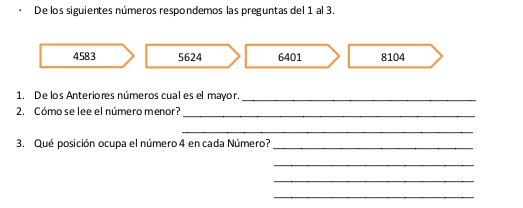 · De los siguientes números respondemos las preguntas del 1 al 3.
4583 5624 6401 8104
1. De los Anteriores números cual es el mayor.
2. Cómo se lee el número menor?
3. Qué posición ocupa el número 4 en cada Número?